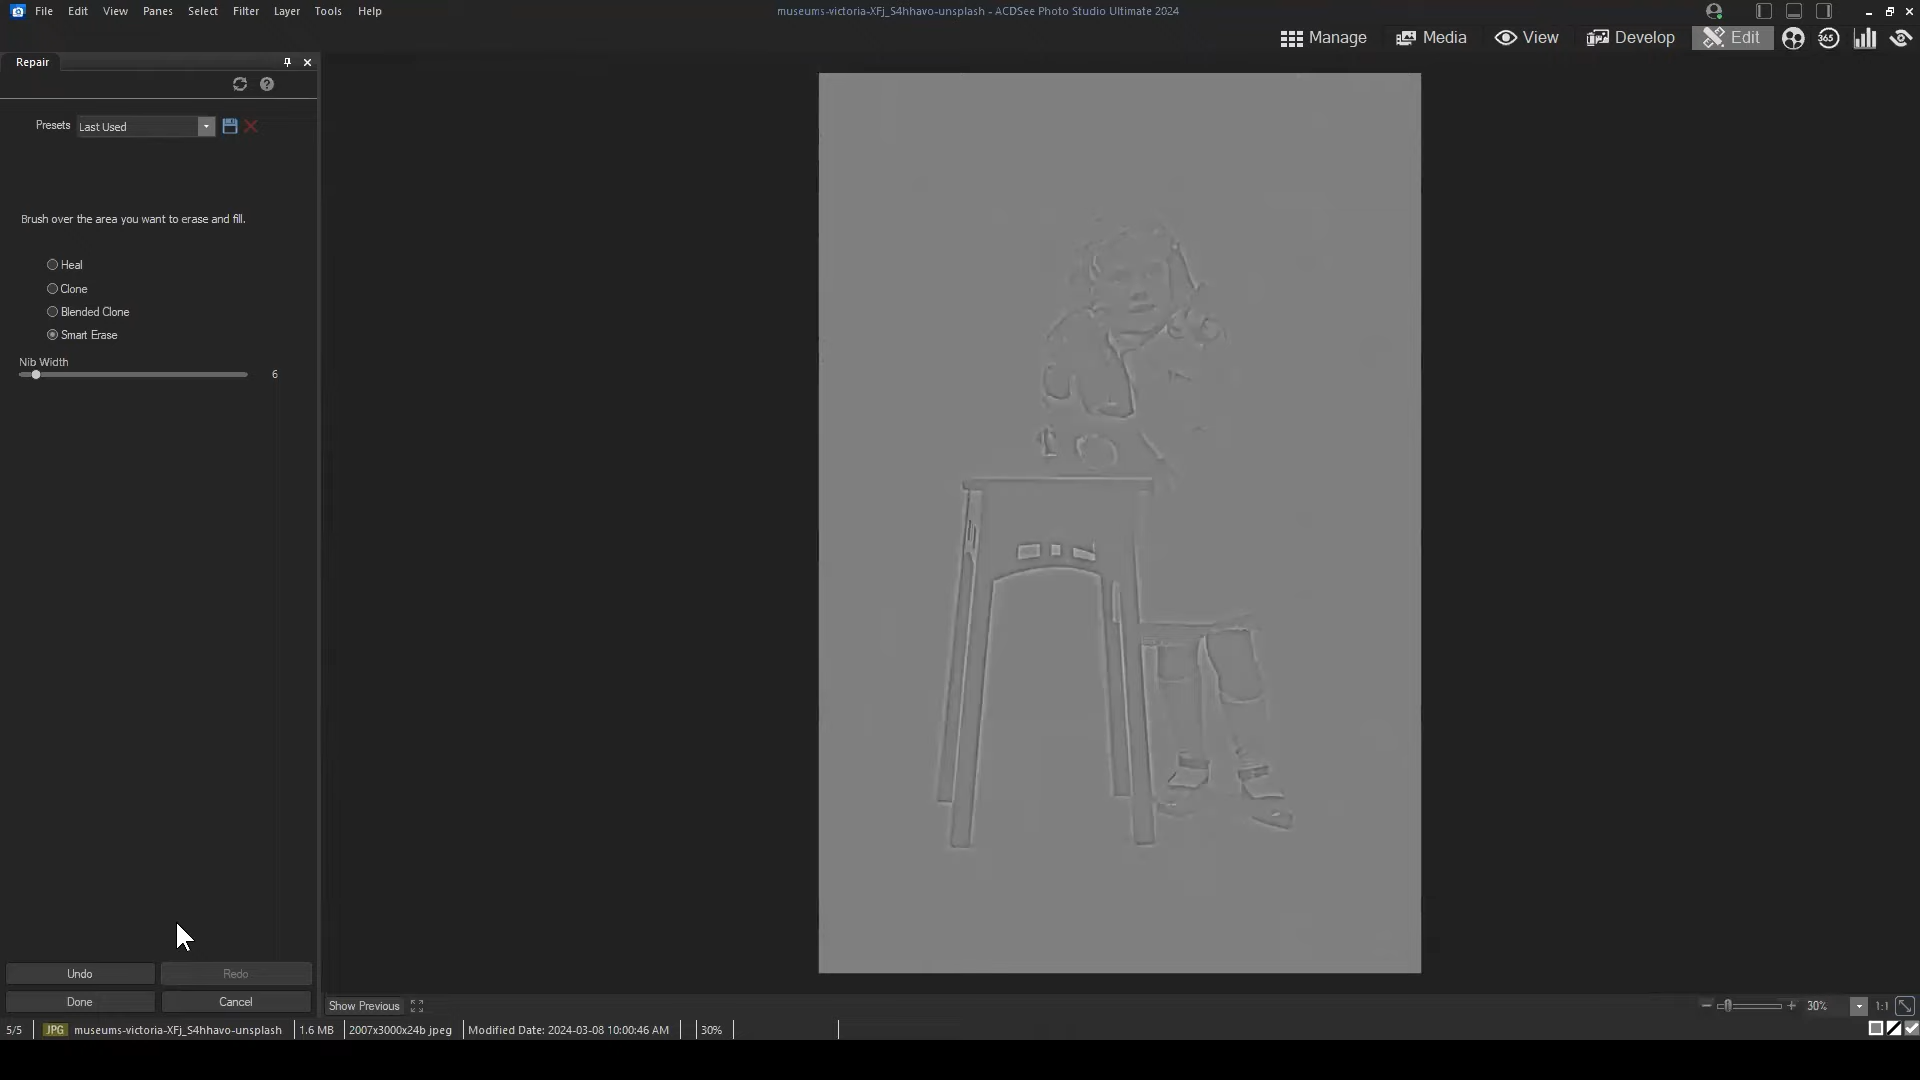 File Edit View Panes Select Filter Layer Tools Help
museums-victoria-XFj_S4hhavo-unsplash - ACDSee Photo Studio Ultimate 2024
Manage Media View Develop Edit 365
Repair
Presets Last Used
Brush over the area you want to erase and fill.
Heal
Clone
Blended Clone
Smart Erase
Nib Width
6
Undo Redo
Done Cancel
Show Previous
30% 1:1
5/5 JPG museums-victoria-XFj_S4hhavo-unsplash 1.6 MB 2007x3000x24b jpeg Modified Date: 2024-03-08 10:00:46 AM 30%